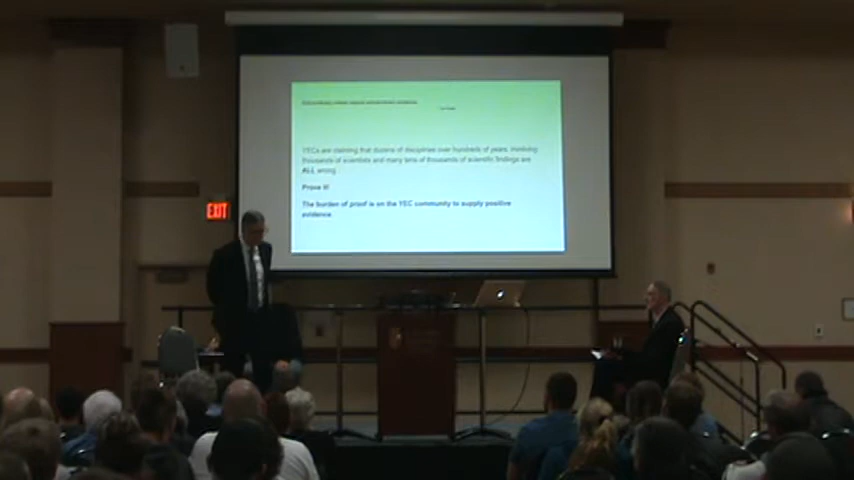 YECs are claiming that dozens of disciplines over hundreds of years, involving
thousands of scientists and many tens of thousands of scientific findings are
ALL wrong
Prove it!
The burden of proof is on the YEC community to supply positive
evidence
EXIT